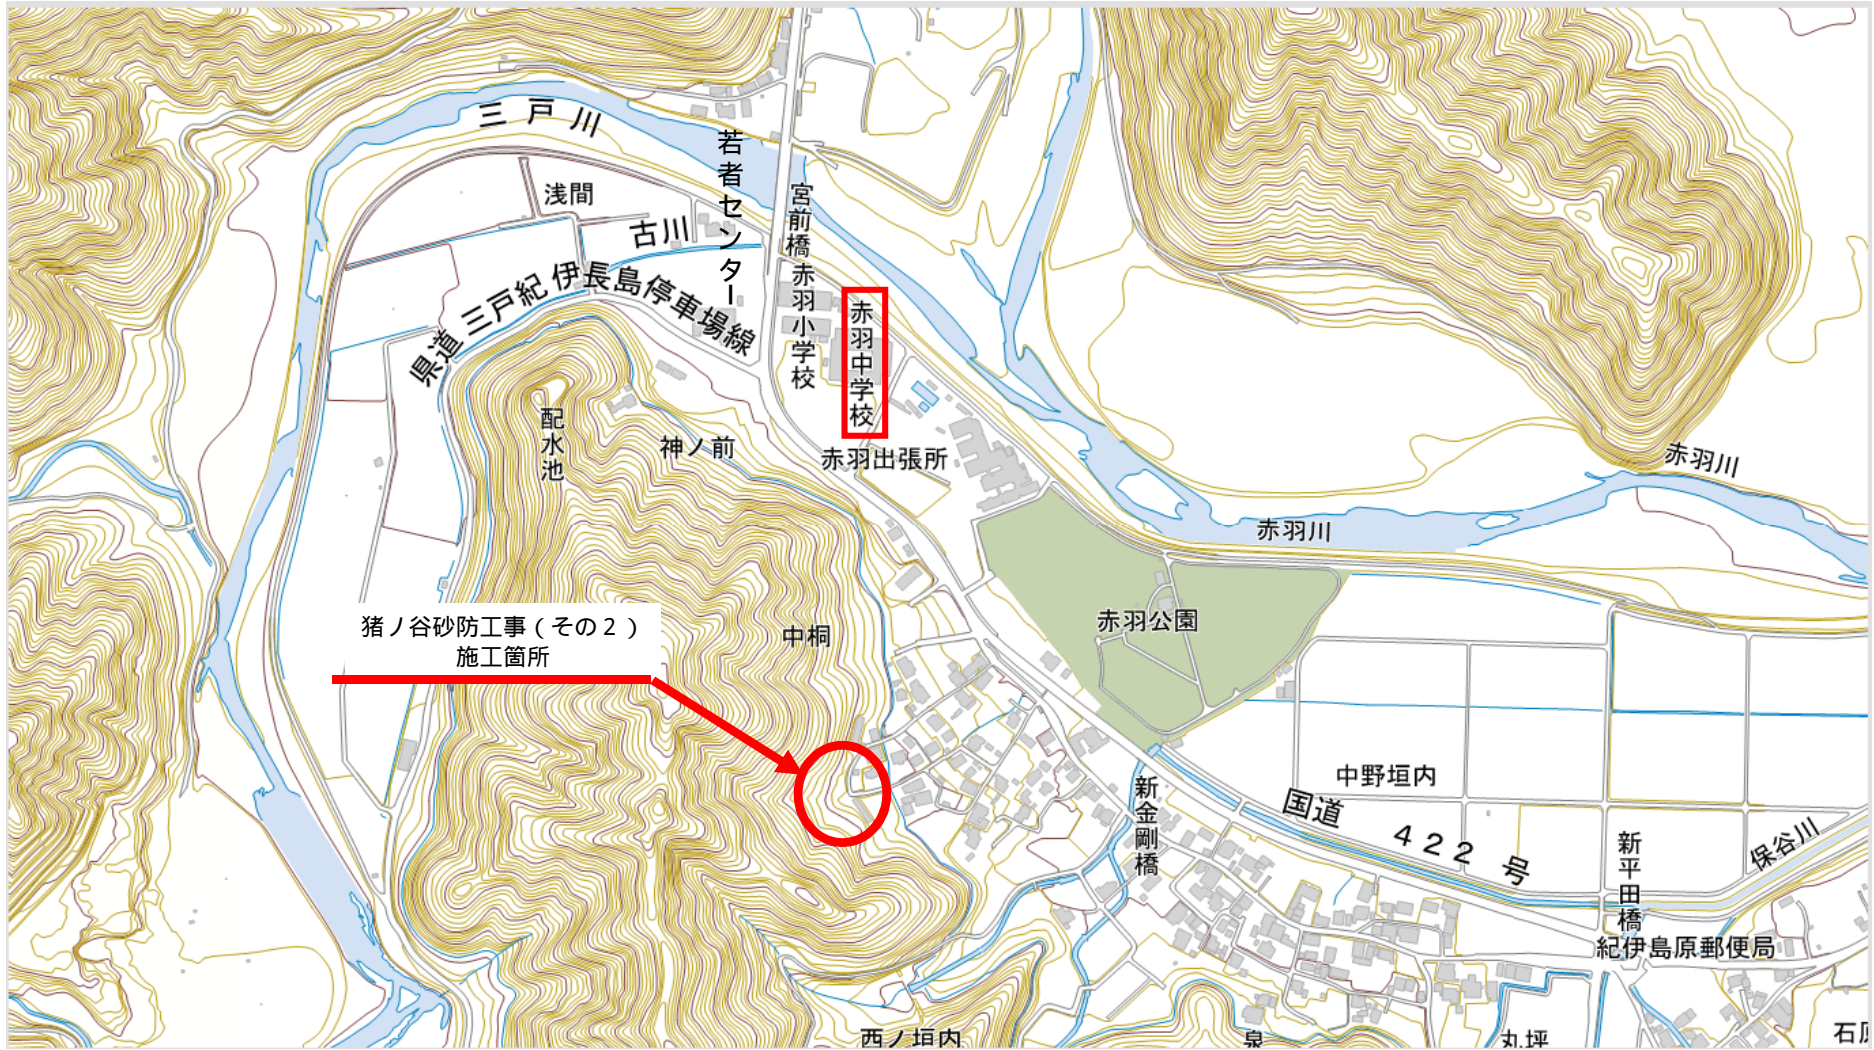 三戸川
若者センター
浅間
宮前橋
古川
赤羽小学校
赤羽中学校
県道 三戸紀伊長島停車場線
配水池
神ノ前
赤羽出張所
赤羽川
赤羽川
赤羽公園
猪ノ谷砂防工事(その2)
施工箇所
中桐
中野垣内
新金剛橋
国道 422号
新平田橋
保谷川
紀伊島原郵便局
西ノ垣内
泉
丸坪